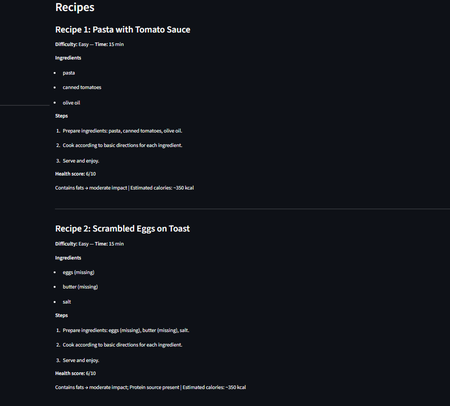 Recipes
Recipe 1: Pasta with Tomato Sauce
Difficulty: Easy — Time: 15 min
Ingredients
• pasta
• canned tomatoes
• olive oil
Steps
1. Prepare ingredients: pasta, canned tomatoes, olive oil.
2. Cook according to basic directions for each ingredient.
3. Serve and enjoy.
Health score: 6/10
Contains fats → moderate impact | Estimated calories: ~350 kcal
Recipe 2: Scrambled Eggs on Toast
Difficulty: Easy — Time: 15 min
Ingredients
• eggs (missing)
• butter (missing)
• salt
Steps
1. Prepare ingredients: eggs (missing), butter (missing), salt.
2. Cook according to basic directions for each ingredient.
3. Serve and enjoy.
Health score: 6/10
Contains fats → moderate impact; Protein source present | Estimated calories: ~350 kcal